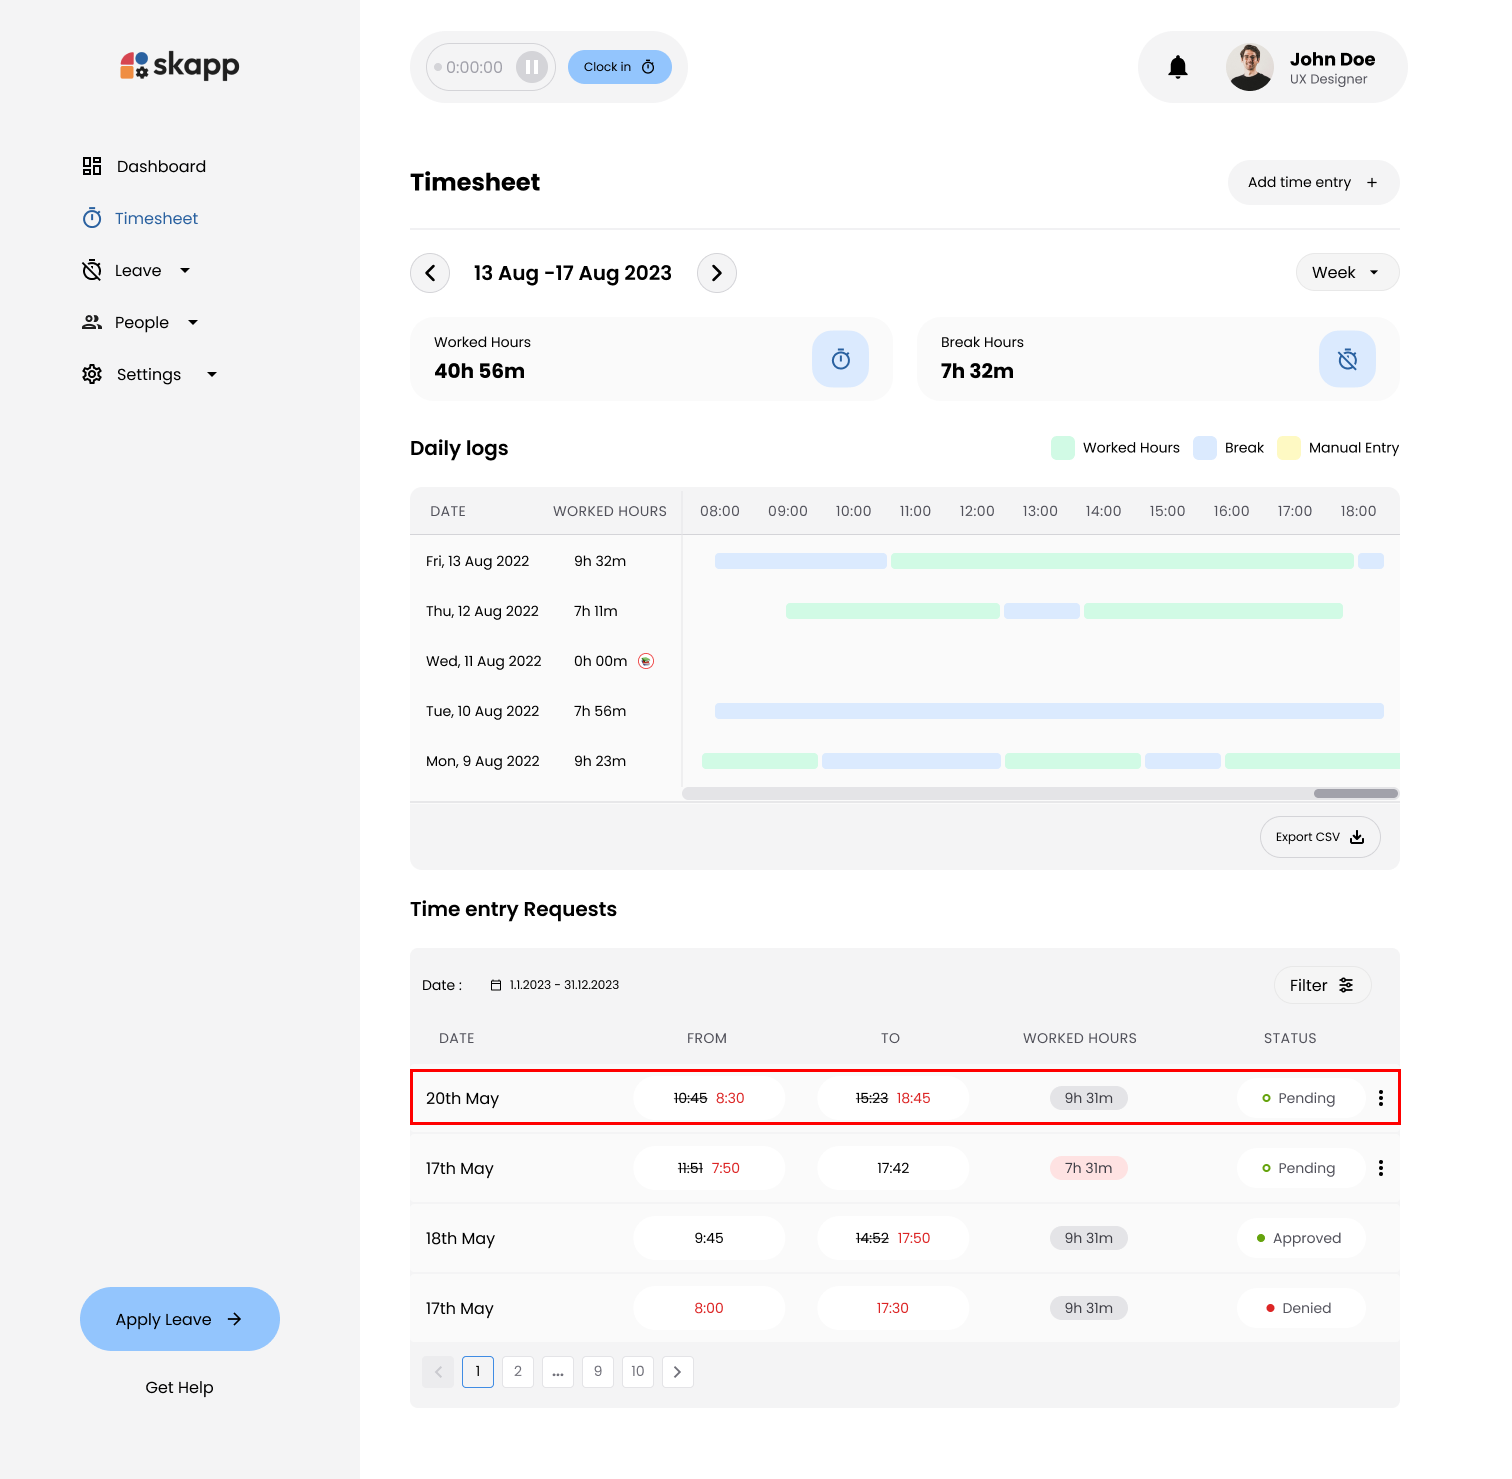 skapp
0:00:00 Clock in
John Doe
UX Designer
Dashboard
Timesheet
Leave
People
Settings
Apply Leave
Get Help
Timesheet
Add time entry +
13 Aug -17 Aug 2023
Week
Worked Hours
40h 56m
Break Hours
7h 32m
Daily logs
Worked Hours Break Manual Entry
DATE WORKED HOURS 08:00 09:00 10:00 11:00 12:00 13:00 14:00 15:00 16:00 17:00 18:00
Fri, 13 Aug 2022 9h 32m
Thu, 12 Aug 2022 7h 11m
Wed, 11 Aug 2022 0h 00m
Tue, 10 Aug 2022 7h 56m
Mon, 9 Aug 2022 9h 23m
Export CSV
Time entry Requests
Date : 1.1.2023 - 31.12.2023
Filter
DATE FROM TO WORKED HOURS STATUS
20th May 10:45 8:30 15:23 18:45 9h 31m Pending
17th May 11:51 7:50 17:42 7h 31m Pending
18th May 9:45 14:52 17:50 9h 31m Approved
17th May 8:00 17:30 9h 31m Denied
1 2 ... 9 10